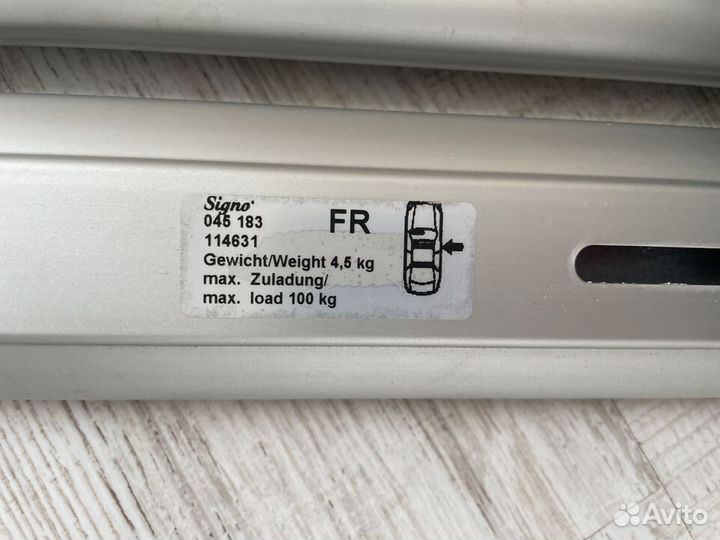 Signo
045 183
FR
114631
Gewicht/Weight 4,5 kg
max. Zuladung/
max. load 100 kg
Avito